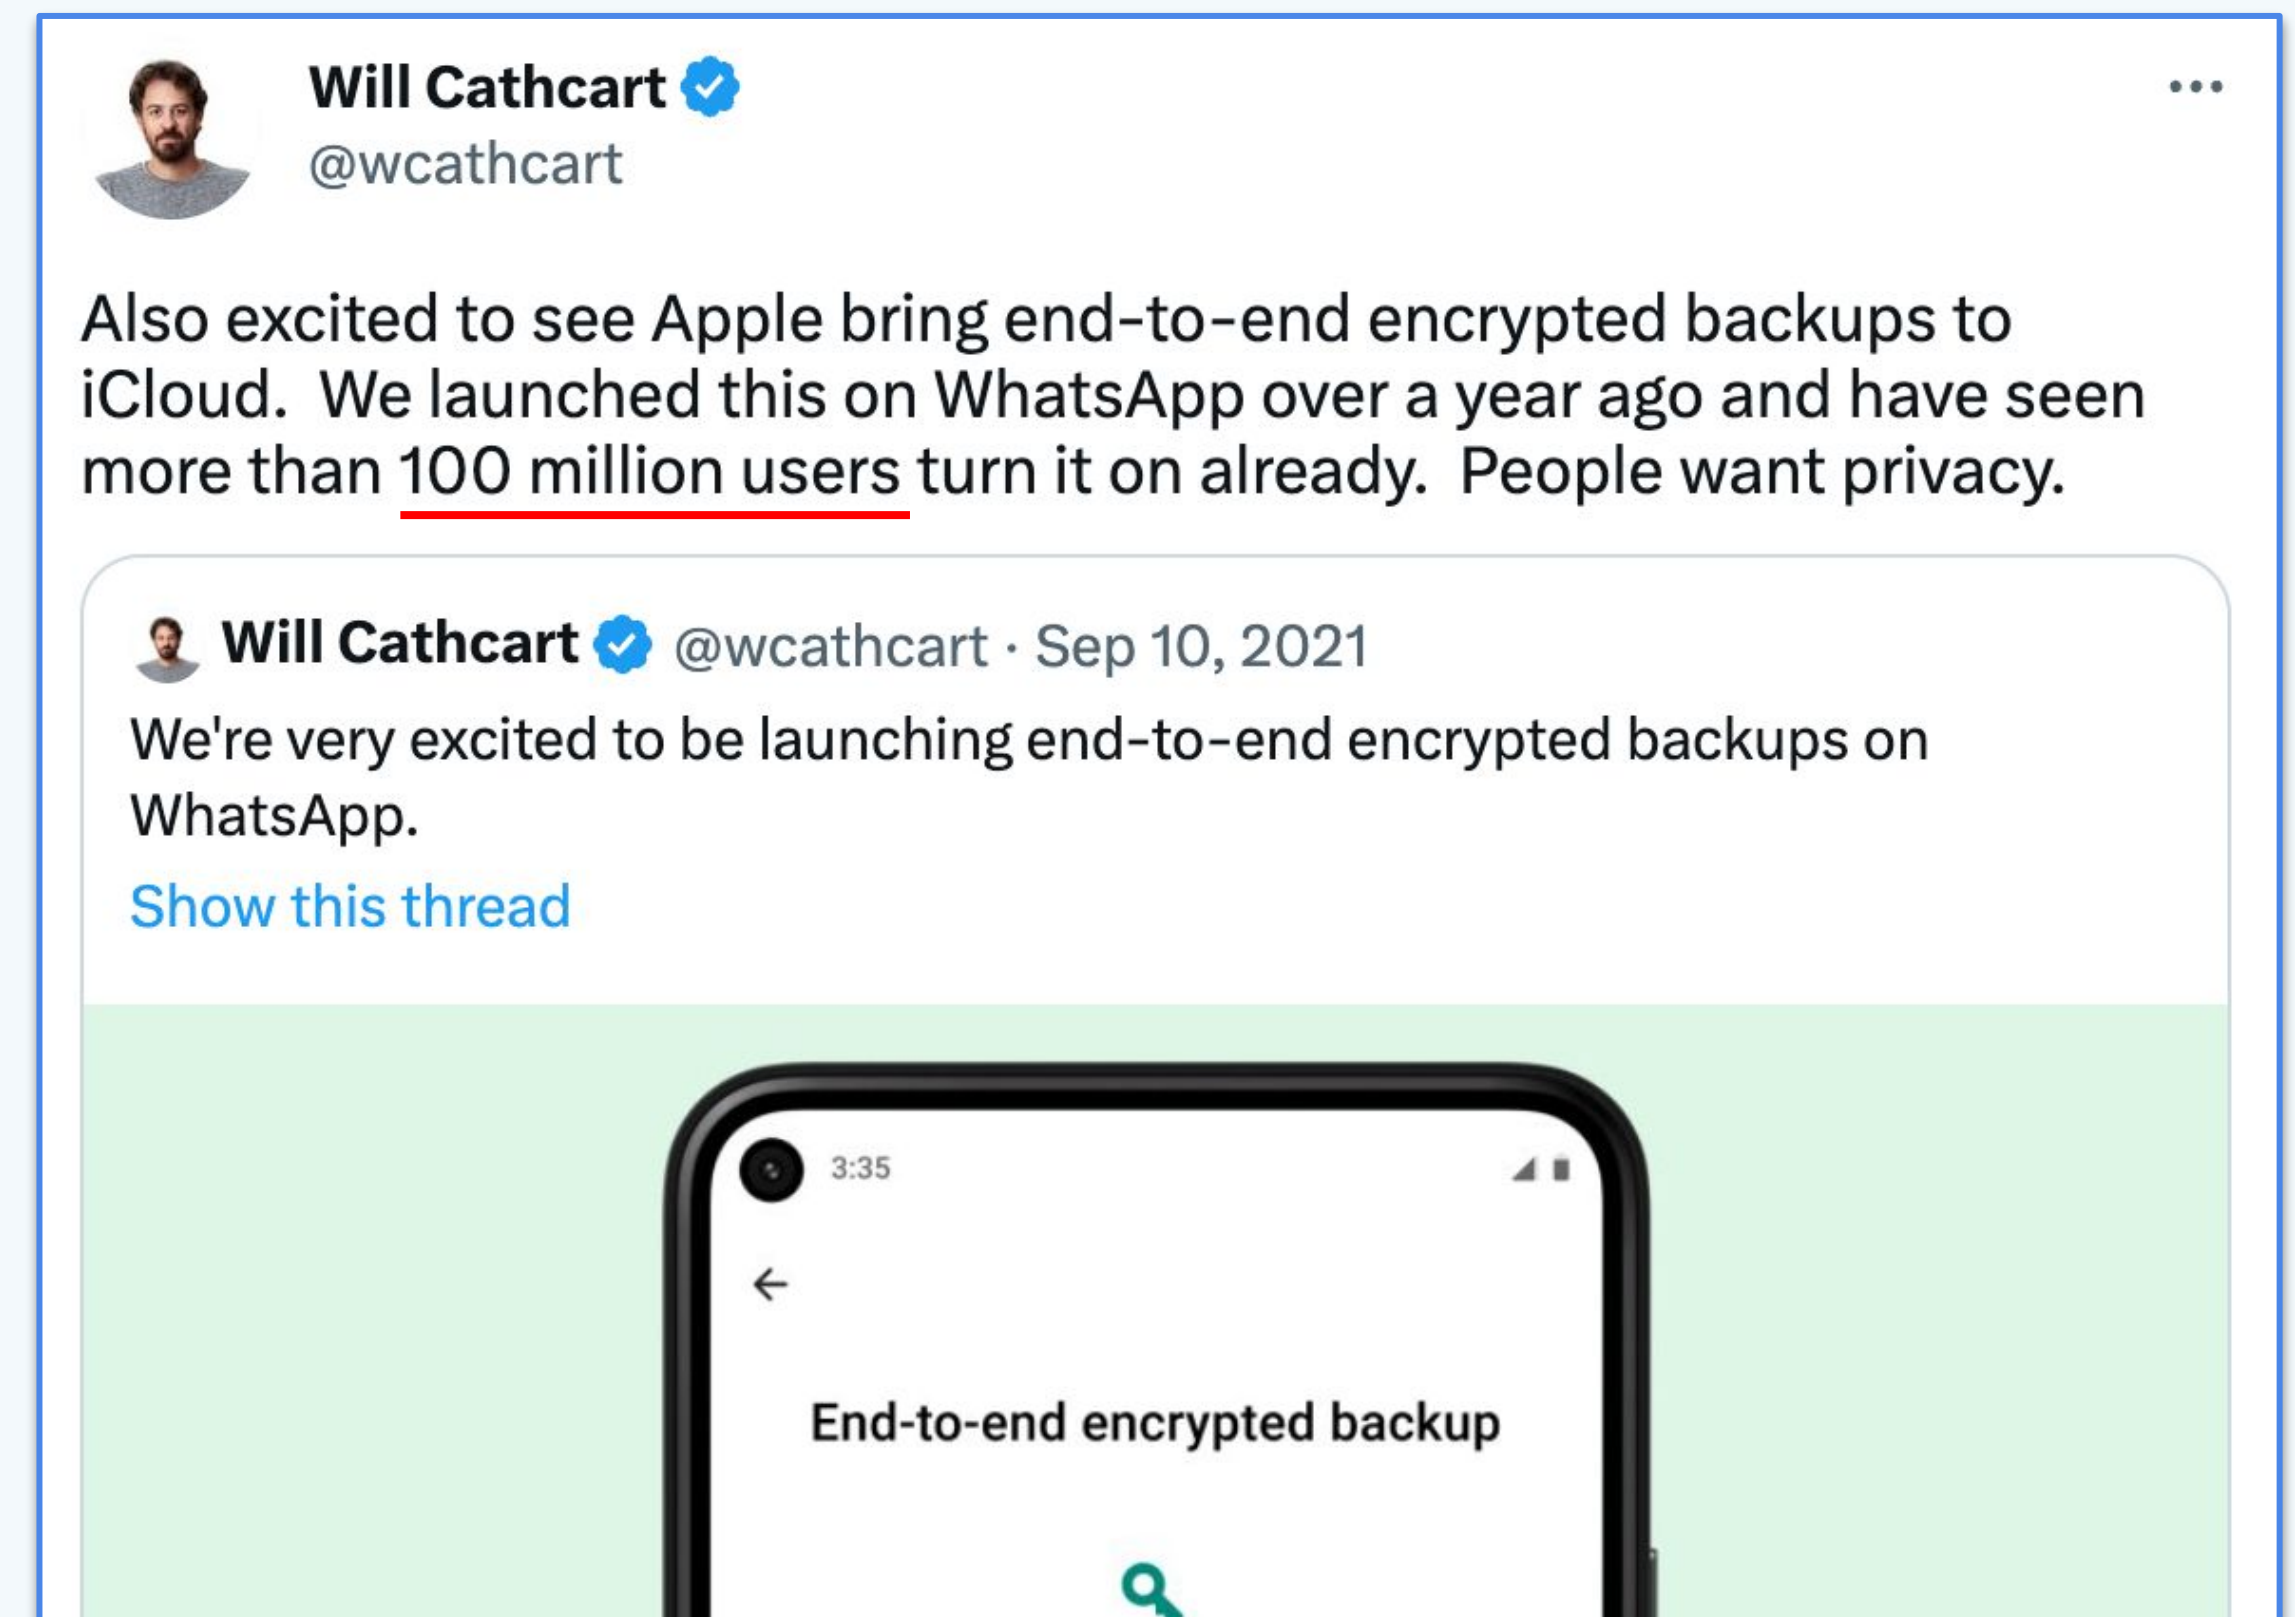 Will Cathcart
@wcathcart
Also excited to see Apple bring end-to-end encrypted backups to
iCloud.  We launched this on WhatsApp over a year ago and have seen
more than 100 million users turn it on already.  People want privacy.
Will Cathcart @wcathcart · Sep 10, 2021
We're very excited to be launching end-to-end encrypted backups on
WhatsApp.
Show this thread
3:35
End-to-end encrypted backup